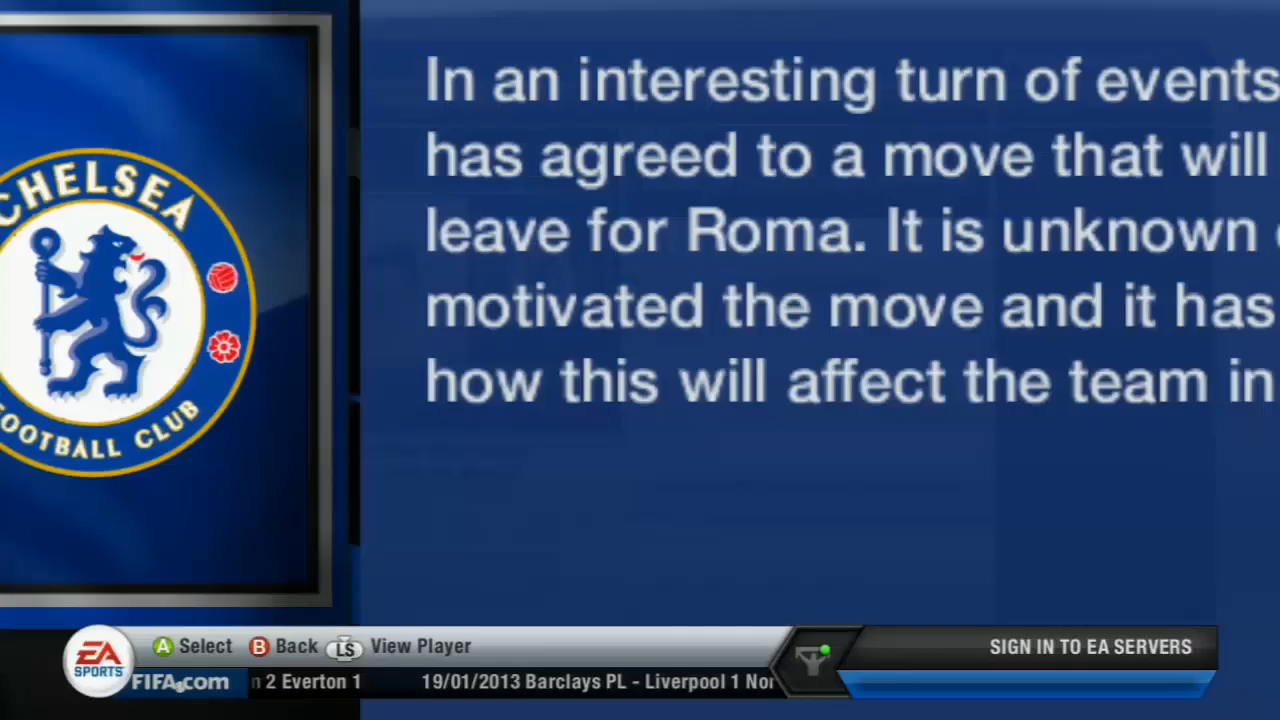 In an interesting turn of events
has agreed to a move that will
leave for Roma. It is unknown
motivated the move and it has
how this will affect the team in
CHELSEA
FOOTBALL CLUB
EA
SPORTS
A Select B Back LS View Player
SIGN IN TO EA SERVERS
FIFA.com
n 2 Everton 1 19/01/2013 Barclays PL - Liverpool 1 Nor